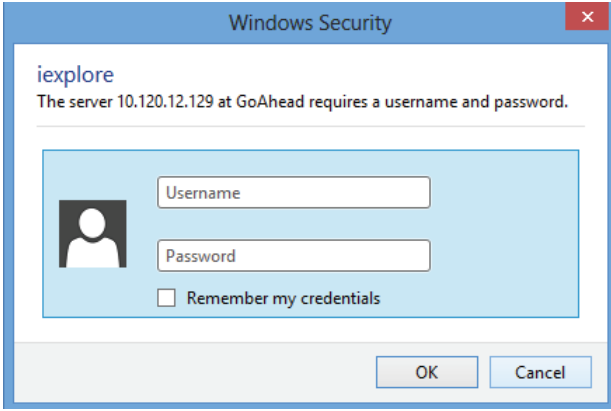 Windows Security
iexplore
The server 10.120.12.129 at GoAhead requires a username and password.
Username
Password
Remember my credentials
OK Cancel